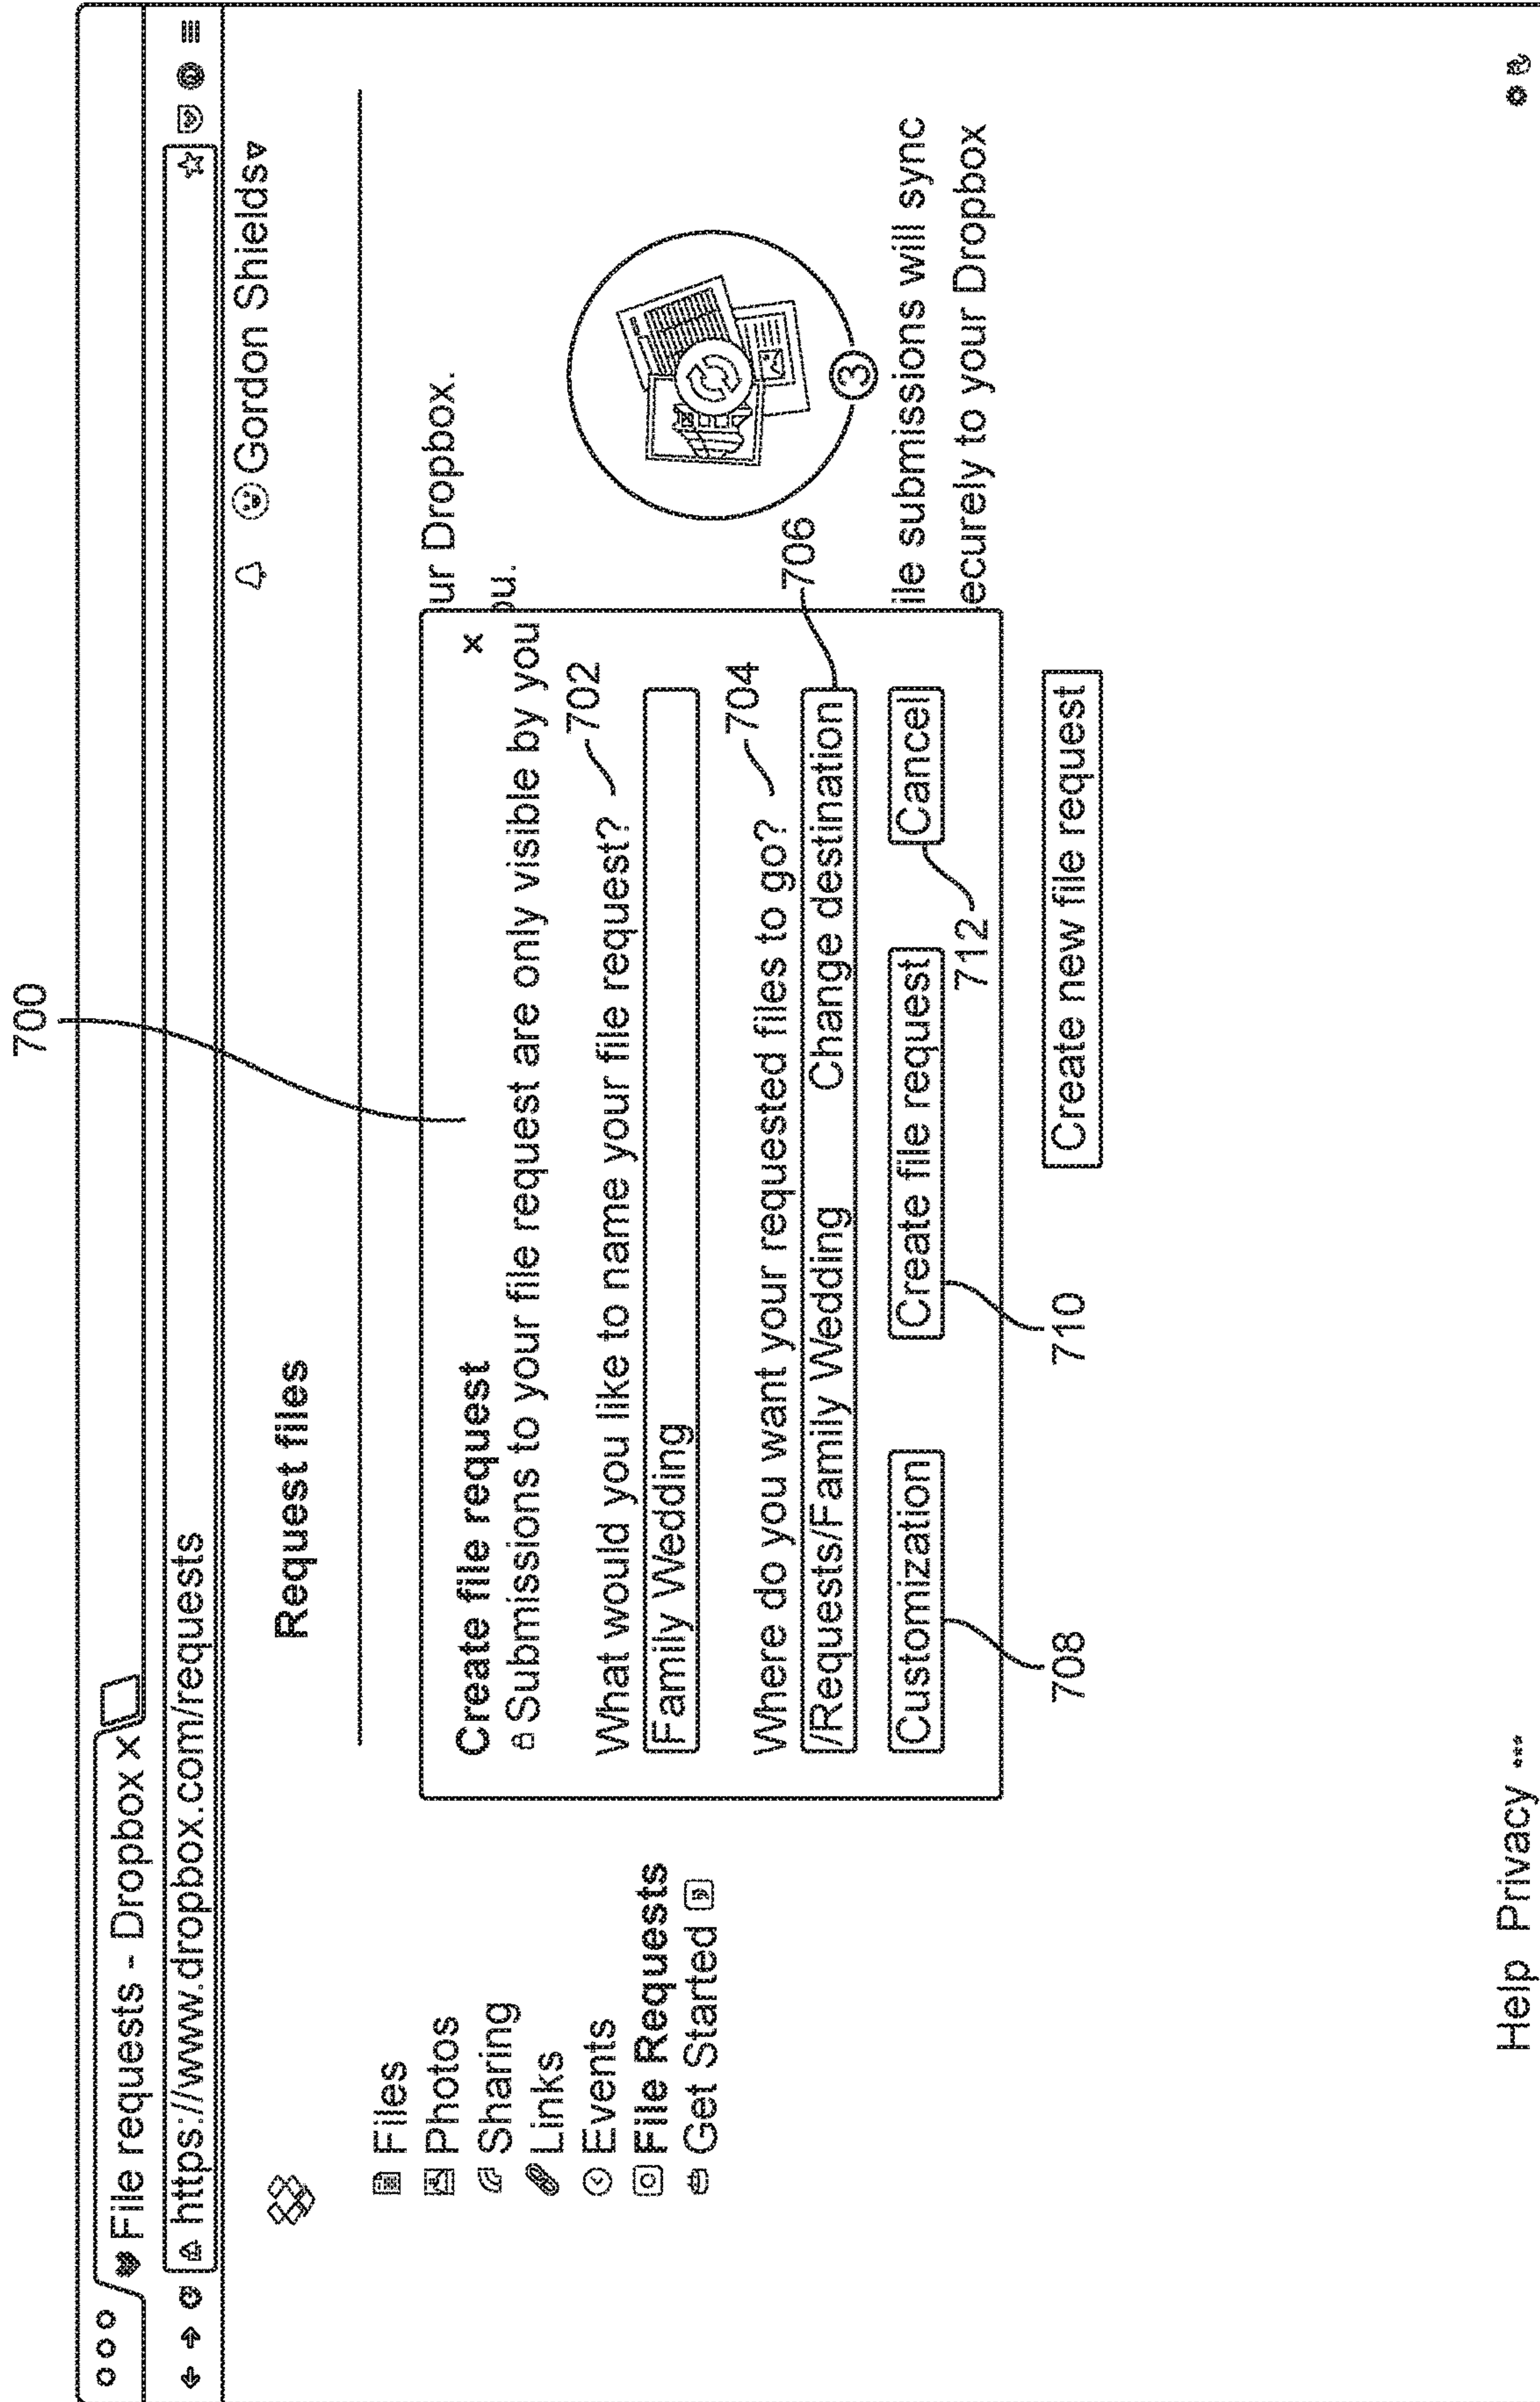 700
File requests - Dropbox X
https://www.dropbox.com/requests
Gordon Shields
Request files
Files
Photos
Sharing
Links
Events
File Requests
Get Started
ur Dropbox.
ou.
Create file request
x
Submissions to your file request are only visible by you
What would you like to name your file request?
702
Family Wedding
Where do you want your requested files to go?
704
/Requests/Family Wedding Change destination
706
Customization
Create file request
Cancel
708
710
712
3
ile submissions will sync
ecurely to your Dropbox
Create new file request
Help Privacy •••